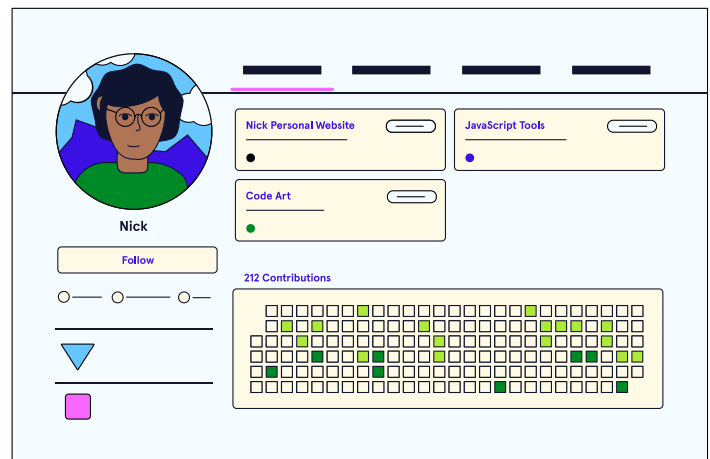 Nick Personal Website
JavaScript Tools
Code Art
Nick
Follow
212 Contributions